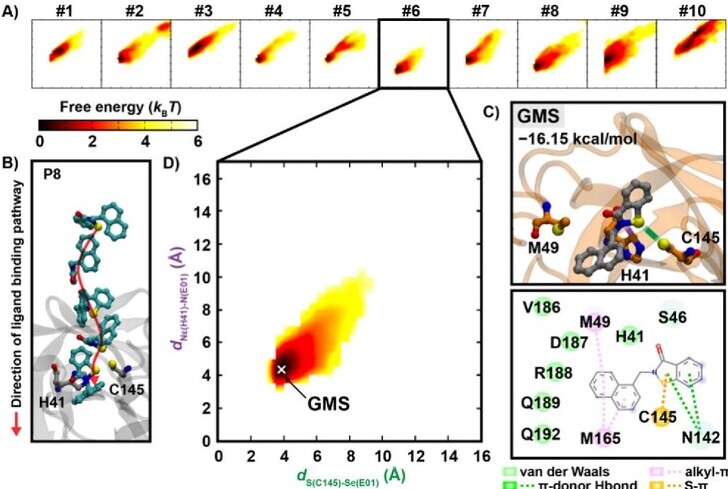 A)
#1 #2 #3 #4 #5 #6 #7 #8 #9 #10
Free energy (kBT)
0 2 4 6
B)
P8
Direction of ligand binding pathway
H41
C145
D)
16
14
12
10
8
6
4
2
0
dNε(H41)-N(E01) (Å)
GMS
0 2 4 6 8 10 12 14 16
dS(C145)-Se(E01) (Å)
C)
GMS
−16.15 kcal/mol
M49
C145
H41
V186
M49
S46
D187
H41
R188
Q189
C145
Q192
M165
N142
van der Waals
alkyl-π
π-donor Hbond
S-π